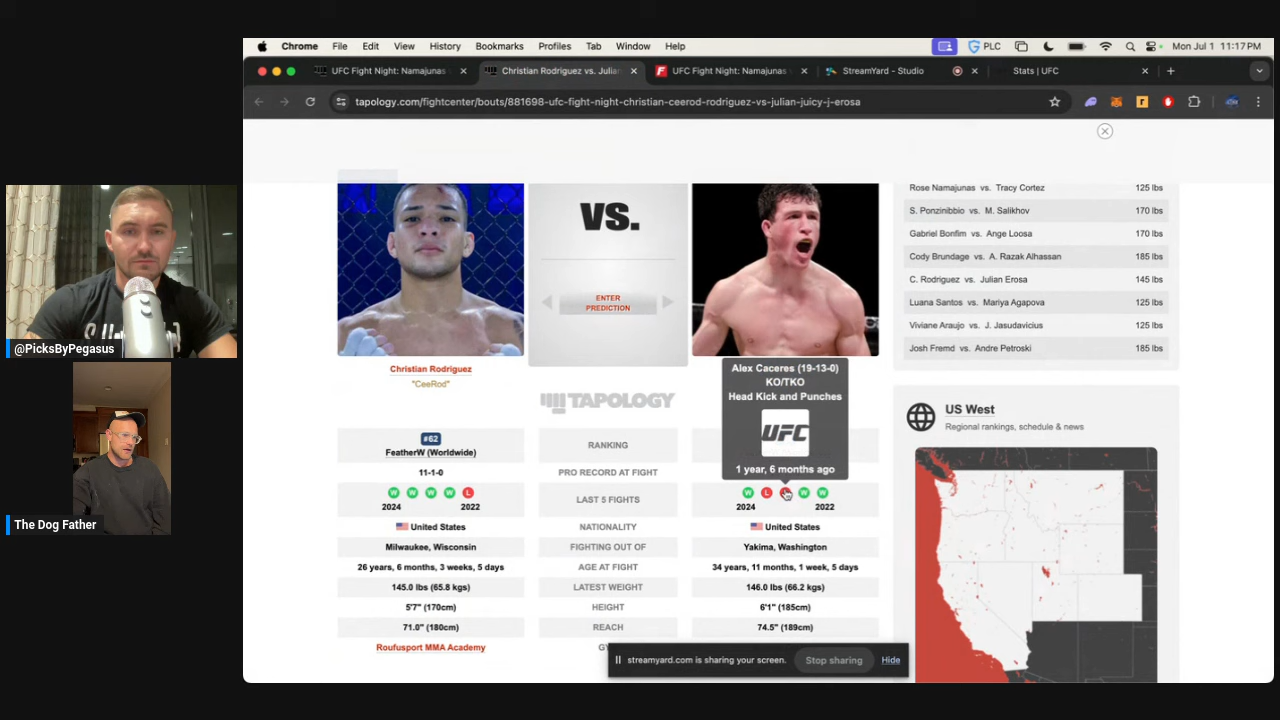 Chrome File Edit View History Bookmarks Profiles Tab Window Help
PLC
Mon Jul 1 11:17 PM
UFC Fight Night: Namajunas
Christian Rodriguez vs. Julia
UFC Fight Night: Namajunas
StreamYard - Studio
Stats | UFC
tapology.com/fightcenter/bouts/881698-ufc-fight-night-christian-ceerod-rodriguez-vs-julian-juicy-j-erosa
VS.
ENTER
PREDICTION
Christian Rodriguez
"CeeRod"
TAPOLOGY
Alex Caceres (19-13-0)
KO/TKO
Head Kick and Punches
UFC
1 year, 6 months ago
#62
FeatherW (Worldwide)
RANKING
11-1-0
PRO RECORD AT FIGHT
W W W W L
2024 2022
LAST 5 FIGHTS
W L W W
2024 2022
United States
NATIONALITY
United States
Milwaukee, Wisconsin
FIGHTING OUT OF
Yakima, Washington
26 years, 6 months, 3 weeks, 5 days
AGE AT FIGHT
34 years, 11 months, 1 week, 5 days
145.0 lbs (65.8 kgs)
LATEST WEIGHT
146.0 lbs (66.2 kgs)
5'7" (170cm)
HEIGHT
6'1" (185cm)
71.0" (180cm)
REACH
74.5" (189cm)
Roufusport MMA Academy
Rose Namajunas vs. Tracy Cortez 125 lbs
S. Ponzinibbio vs. M. Salikhov 170 lbs
Gabriel Bonfim vs. Ange Loosa 170 lbs
Cody Brundage vs. A. Razak Alhassan 185 lbs
C. Rodriguez vs. Julian Erosa 145 lbs
Luana Santos vs. Mariya Agapova 125 lbs
Viviane Araujo vs. J. Jasudavicius 125 lbs
Josh Fremd vs. Andre Petroski 185 lbs
US West
Regional rankings, schedule & news
streamyard.com is sharing your screen.
Stop sharing
Hide
@PicksByPegasus
The Dog Father